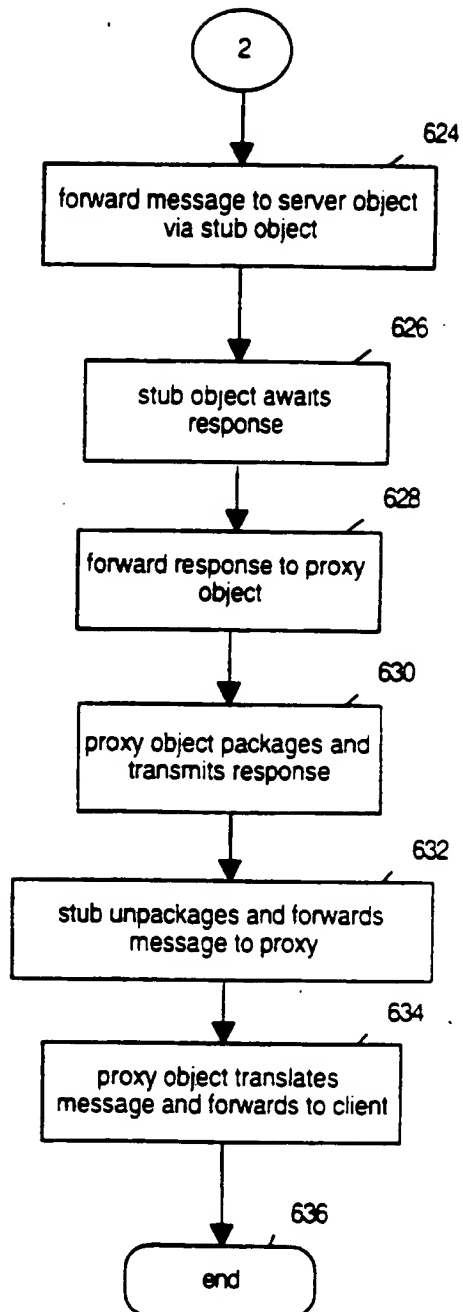 2
624
forward message to server object
via stub object
626
stub object awaits
response
628
forward response to proxy
object
630
proxy object packages and
transmits response
632
stub unpackages and forwards
message to proxy
634
proxy object translates
message and forwards to client
636
end